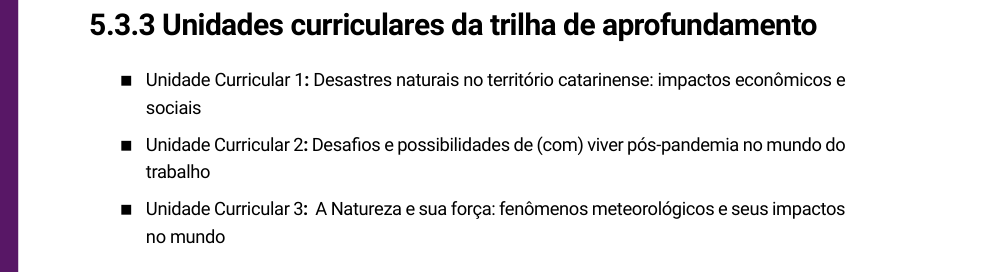 5.3.3 Unidades curriculares da trilha de aprofundamento
■ Unidade Curricular 1: Desastres naturais no território catarinense: impactos econômicos e
sociais
■ Unidade Curricular 2: Desafios e possibilidades de (com) viver pós-pandemia no mundo do
trabalho
■ Unidade Curricular 3: A Natureza e sua força: fenômenos meteorológicos e seus impactos
no mundo